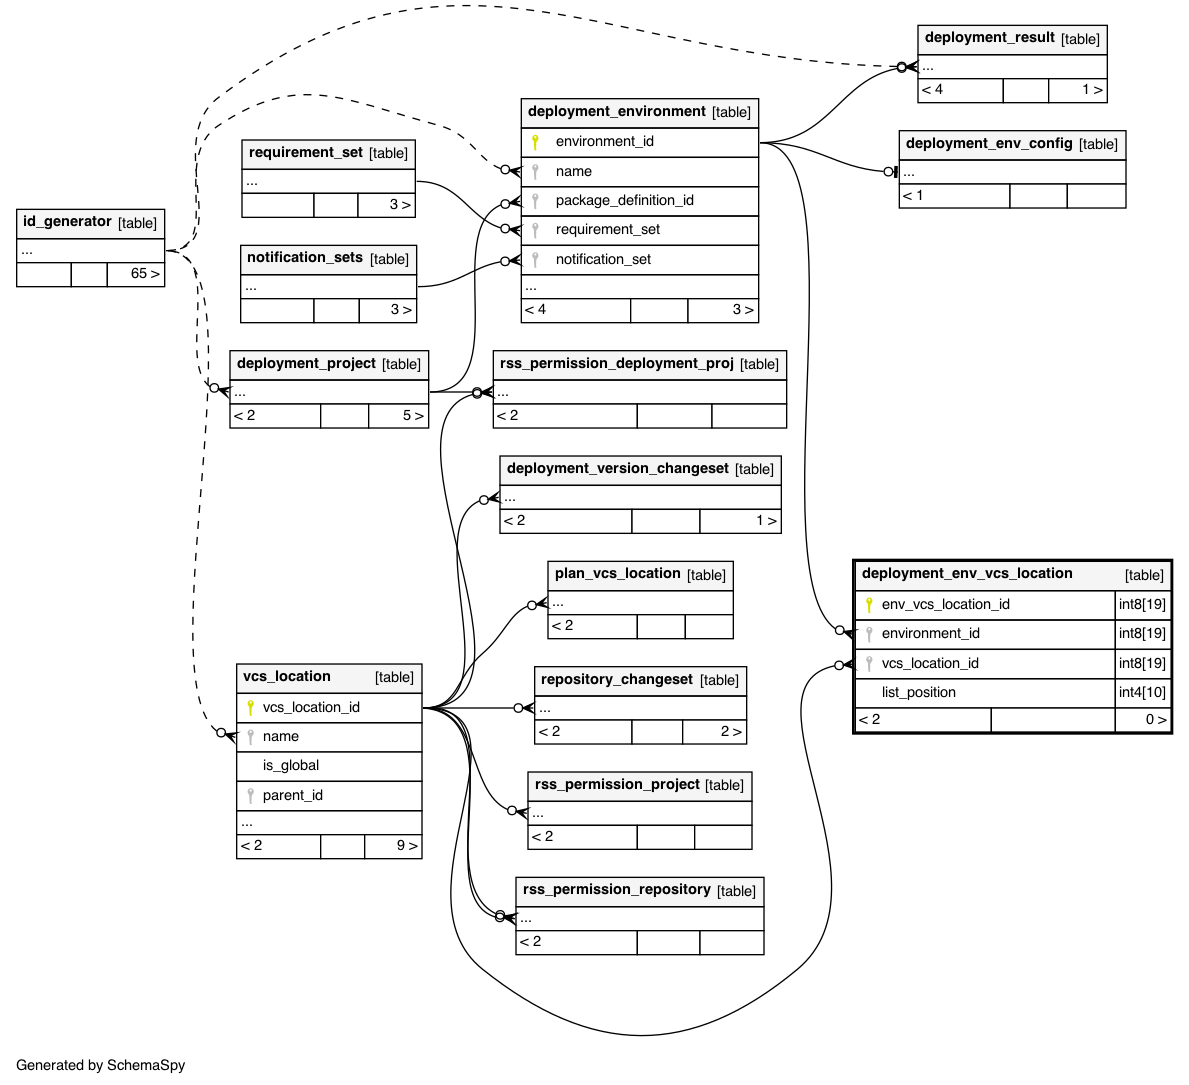 deployment_result [table]
...
< 4 1 >
deployment_environment [table]
environment_id
name
package_definition_id
requirement_set
notification_set
...
< 4 3 >
deployment_env_config [table]
...
< 1
requirement_set [table]
...
3 >
id_generator [table]
...
65 >
notification_sets [table]
...
3 >
deployment_project [table]
...
< 2 5 >
rss_permission_deployment_proj [table]
...
< 2
deployment_version_changeset [table]
...
< 2 1 >
plan_vcs_location [table]
...
< 2
deployment_env_vcs_location [table]
env_vcs_location_id int8[19]
environment_id int8[19]
vcs_location_id int8[19]
list_position int4[10]
< 2 0 >
vcs_location [table]
vcs_location_id
name
is_global
parent_id
...
< 2 9 >
repository_changeset [table]
...
< 2 2 >
rss_permission_project [table]
...
< 2
rss_permission_repository [table]
...
< 2
Generated by SchemaSpy